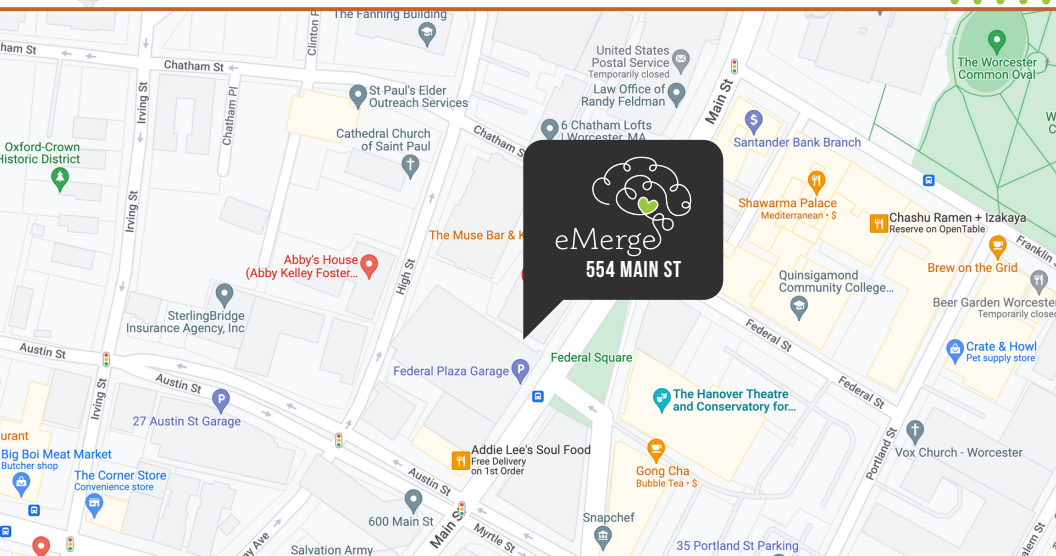 The Fanning Building
Clinton
ham St
Chatham St
Irving St
Chatham Pl
United States
Postal Service
Temporarily closed
Law Office of
Randy Feldman
Main St
The Worcester
Common Oval
St Paul's Elder
Outreach Services
Cathedral Church
of Saint Paul
Chatham S
6 Chatham Lofts
| Worcester, MA
Santander Bank Branch
Oxford-Crown
Historic District
Irving St
Shawarma Palace
Mediterranean • $
Chashu Ramen + Izakaya
Reserve on OpenTable
Franklin
The Muse Bar & K
eMerge
554 MAIN ST
Brew on the Grid
Abby's House
(Abby Kelley Foster...
High St
Quinsigamond
Community College...
Beer Garden Worceste
Temporarily closed
SterlingBridge
Insurance Agency, Inc
Federal St
Austin St
Federal Square
Crate & Howl
Pet supply store
Federal Plaza Garage
P
Austin St
Irving St
P
27 Austin St Garage
The Hanover Theatre
and Conservatory for...
Federal St
urant
Big Boi Meat Market
Butcher shop
Addie Lee's Soul Food
Free Delivery
on 1st Order
Portland St
Vox Church - Worcester
The Corner Store
Convenience store
Austin St
Gong Cha
Bubble Tea • $
600 Main St
Main St
Myrtle St
Snapchef
ay Ave
Salvation Army
35 Portland St Parking
alem St